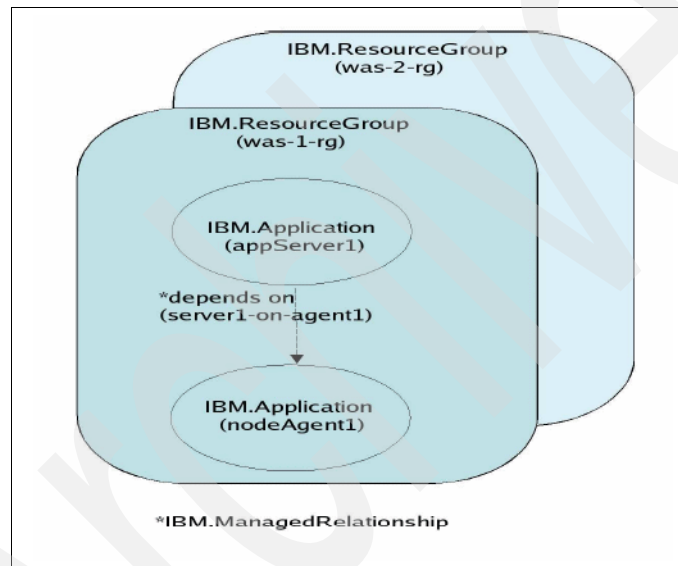 IBM.ResourceGroup
(was-2-rg)
IBM.ResourceGroup
(was-1-rg)
IBM.Application
(appServer1)
*depends on
(server1-on-agent1)
IBM.Application
(nodeAgent1)
*IBM.ManagedRelationship